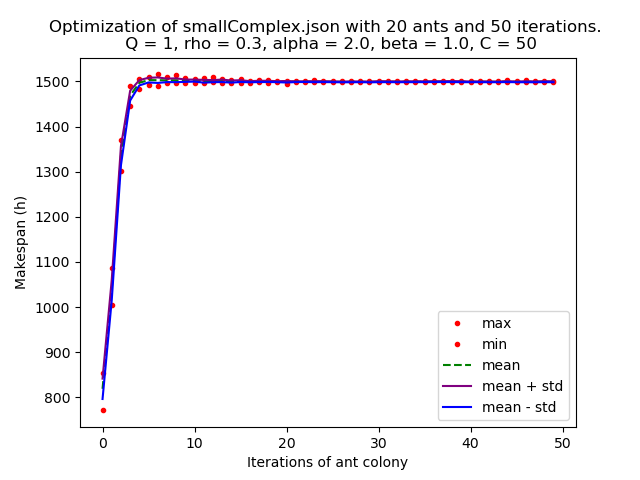 Optimization of smallComplex.json with 20 ants and 50 iterations.
Q = 1, rho = 0.3, alpha = 2.0, beta = 1.0, C = 50
1500
1400
1300
1200
1100
1000
900
800
Makespan (h)
max
min
mean
mean + std
mean - std
0
10
20
30
40
50
Iterations of ant colony